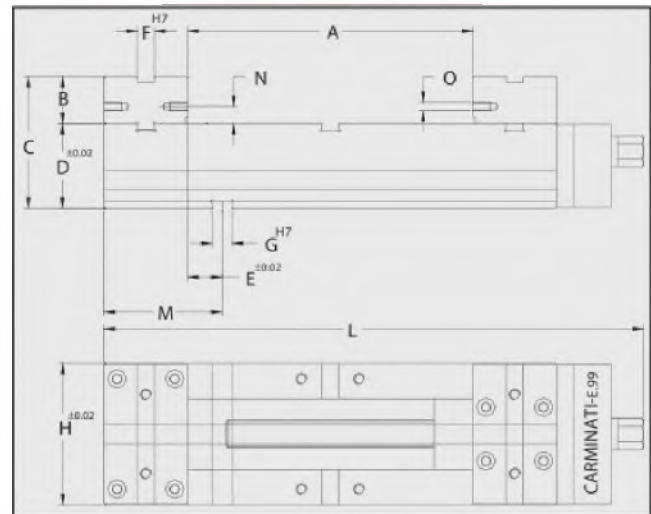 F H7
A
N
O
B
C
D ±0.02
G H7
E ±0.02
M
L
H ±0.02
CARMINATI-E.99